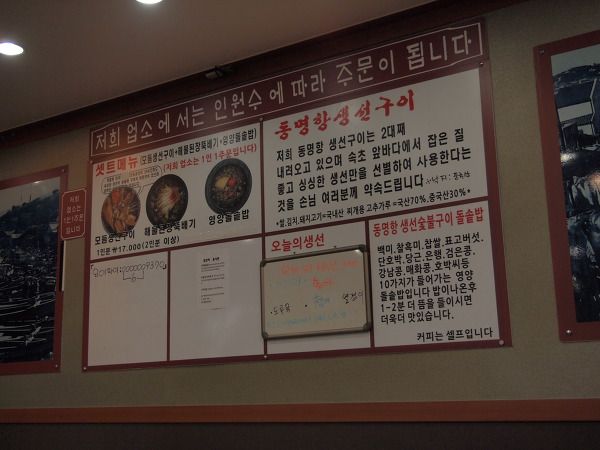 저희 업소 에 서는 인원수 에 따라 주문이 됩니다
셋트메뉴 (모둠생선구이+해물된장뚝배기+영양돌솥밥)
(저희 업소는 1인 1주문입니다)
모둠생선구이
해물된장뚝배기
영양돌솥밥
1인분 ₩17,000 (2인분 이상)
저희
업소는
입니다
동명항생선구이
저희 동명항 생선구이는 2대째
내려오고 있으며 속초 앞바다에서 잡은 질
좋고 싱싱한 생선만을 선별하여 사용한다는
것을 손님 여러분께 약속드립니다
*쌀,김치,돼지고기=국내산 찌개용 고추가루=국산70%,중국산30%*
오늘의생선
동명항 생선숯불구이 돌솥밥
백미,찰흑미,찹쌀,표고버섯,
단호박,당근,은행,검은콩,
강남콩,매화콩,호박씨등
10가지가 들어가는 영양
돌솥밥입니다 밥이나온후
1~2분 더 뜸을 들이시면
더욱더 맛있습니다.
커피는 셀프입니다